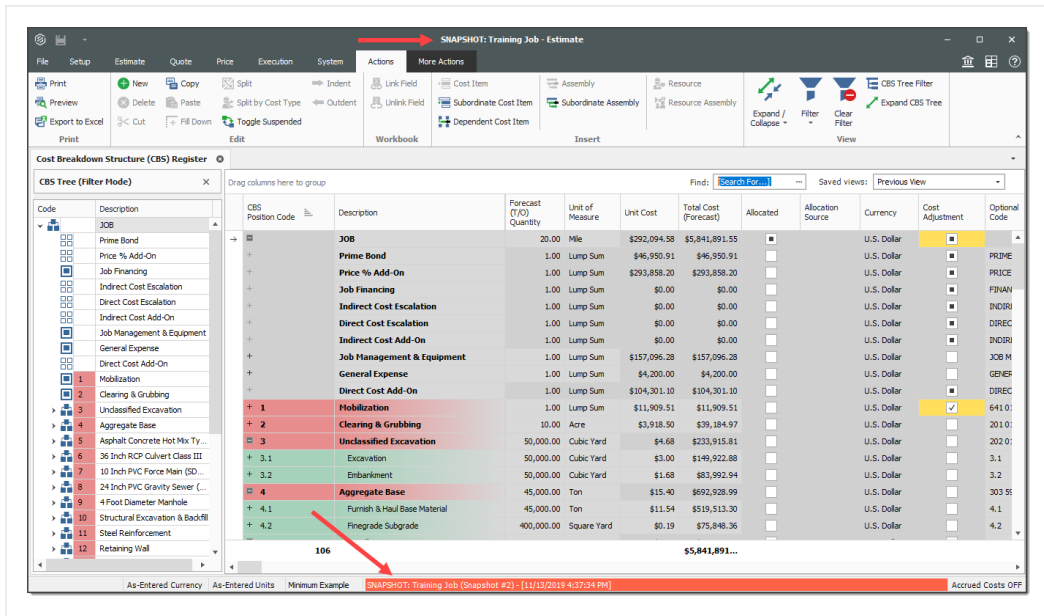 SNAPSHOT: Training Job - Estimate
File Setup Estimate Quote Price Execution System Actions More Actions
Print New Copy Split Indent Link Field Cost Item Assembly Resource CBS Tree Filter
Preview Delete Paste Split by Cost Type Outdent Unlink Field Subordinate Cost Item Subordinate Assembly Resource Assembly Expand CBS Tree
Export to Excel Cut Fill Down Toggle Suspended Dependent Cost Item
Expand / Collapse Filter Clear Filter
Print Edit Workbook Insert View
Cost Breakdown Structure (CBS) Register
CBS Tree (Filter Mode)
Drag columns here to group Find: [Search For...] ... Saved views: Previous View
Code Description
JOB
Prime Bond
Price % Add-On
Job Financing
Indirect Cost Escalation
Direct Cost Escalation
Indirect Cost Add-On
Job Management & Equipment
General Expense
Direct Cost Add-On
1 Mobilization
2 Clearing & Grubbing
3 Unclassified Excavation
4 Aggregate Base
5 Asphalt Concrete Hot Mix Ty...
6 36 Inch RCP Culvert Class III
7 10 Inch PVC Force Main (SD...
8 24 Inch PVC Gravity Sewer (...
9 4 Foot Diameter Manhole
10 Structural Excavation & Backfill
11 Steel Reinforcement
12 Retaining Wall
CBS Position Code Description Forecast (T/O) Quantity Unit of Measure Unit Cost Total Cost (Forecast) Allocated Allocation Source Currency Cost Adjustment Optional Code
JOB 20.00 Mile $292,094.58 $5,841,891.55 U.S. Dollar
Prime Bond 1.00 Lump Sum $46,950.91 $46,950.91 U.S. Dollar PRIME
Price % Add-On 1.00 Lump Sum $293,858.20 $293,858.20 U.S. Dollar PRICE
Job Financing 1.00 Lump Sum $0.00 $0.00 U.S. Dollar FINAN
Indirect Cost Escalation 1.00 Lump Sum $0.00 $0.00 U.S. Dollar INDIR
Direct Cost Escalation 1.00 Lump Sum $0.00 $0.00 U.S. Dollar DIREC
Indirect Cost Add-On 1.00 Lump Sum $0.00 $0.00 U.S. Dollar INDIR
Job Management & Equipment 1.00 Lump Sum $157,096.28 $157,096.28 U.S. Dollar JOB M
General Expense 1.00 Lump Sum $4,200.00 $4,200.00 U.S. Dollar GENER
Direct Cost Add-On 1.00 Lump Sum $104,301.10 $104,301.10 U.S. Dollar DIREC
1 Mobilization 1.00 Lump Sum $11,909.51 $11,909.51 U.S. Dollar 641 0
2 Clearing & Grubbing 10.00 Acre $3,918.50 $39,184.97 U.S. Dollar 201 0
3 Unclassified Excavation 50,000.00 Cubic Yard $4.68 $233,915.81 U.S. Dollar 202 0
3.1 Excavation 50,000.00 Cubic Yard $3.00 $149,922.88 U.S. Dollar 3.1
3.2 Embankment 50,000.00 Cubic Yard $1.68 $83,992.94 U.S. Dollar 3.2
4 Aggregate Base 45,000.00 Ton $15.40 $692,928.99 U.S. Dollar 303 5
4.1 Furnish & Haul Base Material 45,000.00 Ton $11.54 $519,513.30 U.S. Dollar 4.1
4.2 Finegrade Subgrade 400,000.00 Square Yard $0.19 $75,848.36 U.S. Dollar 4.2
106 $5,841,891...
As-Entered Currency As-Entered Units Minimum Example SNAPSHOT: Training Job (Snapshot #2) - [11/13/2019 4:37:34 PM] Accrued Costs OFF